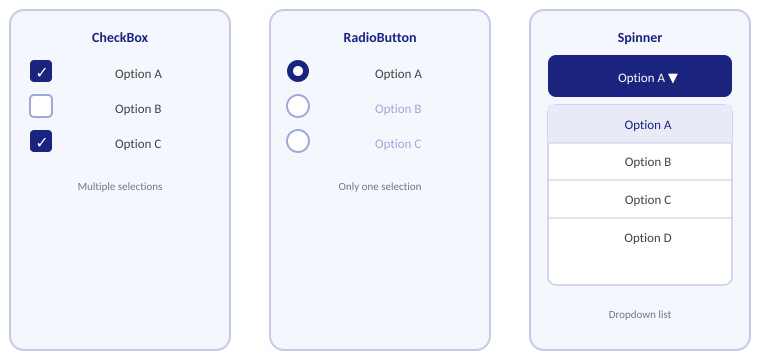 CheckBox
✓ Option A
Option B
✓ Option C
Multiple selections
RadioButton
Option A
Option B
Option C
Only one selection
Spinner
Option A ▼
Option A
Option B
Option C
Option D
Dropdown list